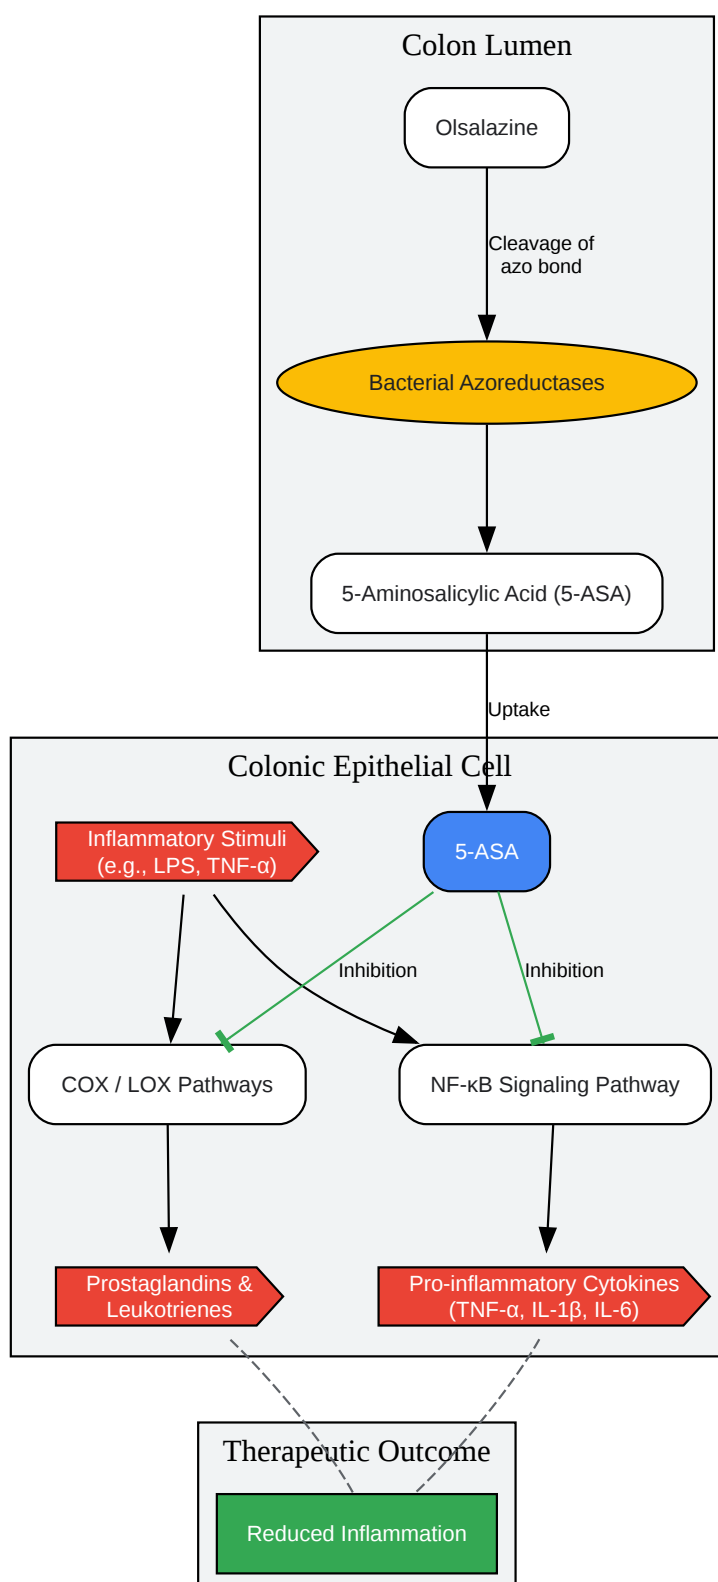 Colon Lumen
Olsalazine
Cleavage of
azo bond
Bacterial Azoreductases
5-Aminosalicylic Acid (5-ASA)
Uptake
Colonic Epithelial Cell
Inflammatory Stimuli
(e.g., LPS, TNF-α)
5-ASA
Inhibition
Inhibition
COX / LOX Pathways
NF-κB Signaling Pathway
Prostaglandins &
Leukotrienes
Pro-inflammatory Cytokines
(TNF-α, IL-1β, IL-6)
Therapeutic Outcome
Reduced Inflammation